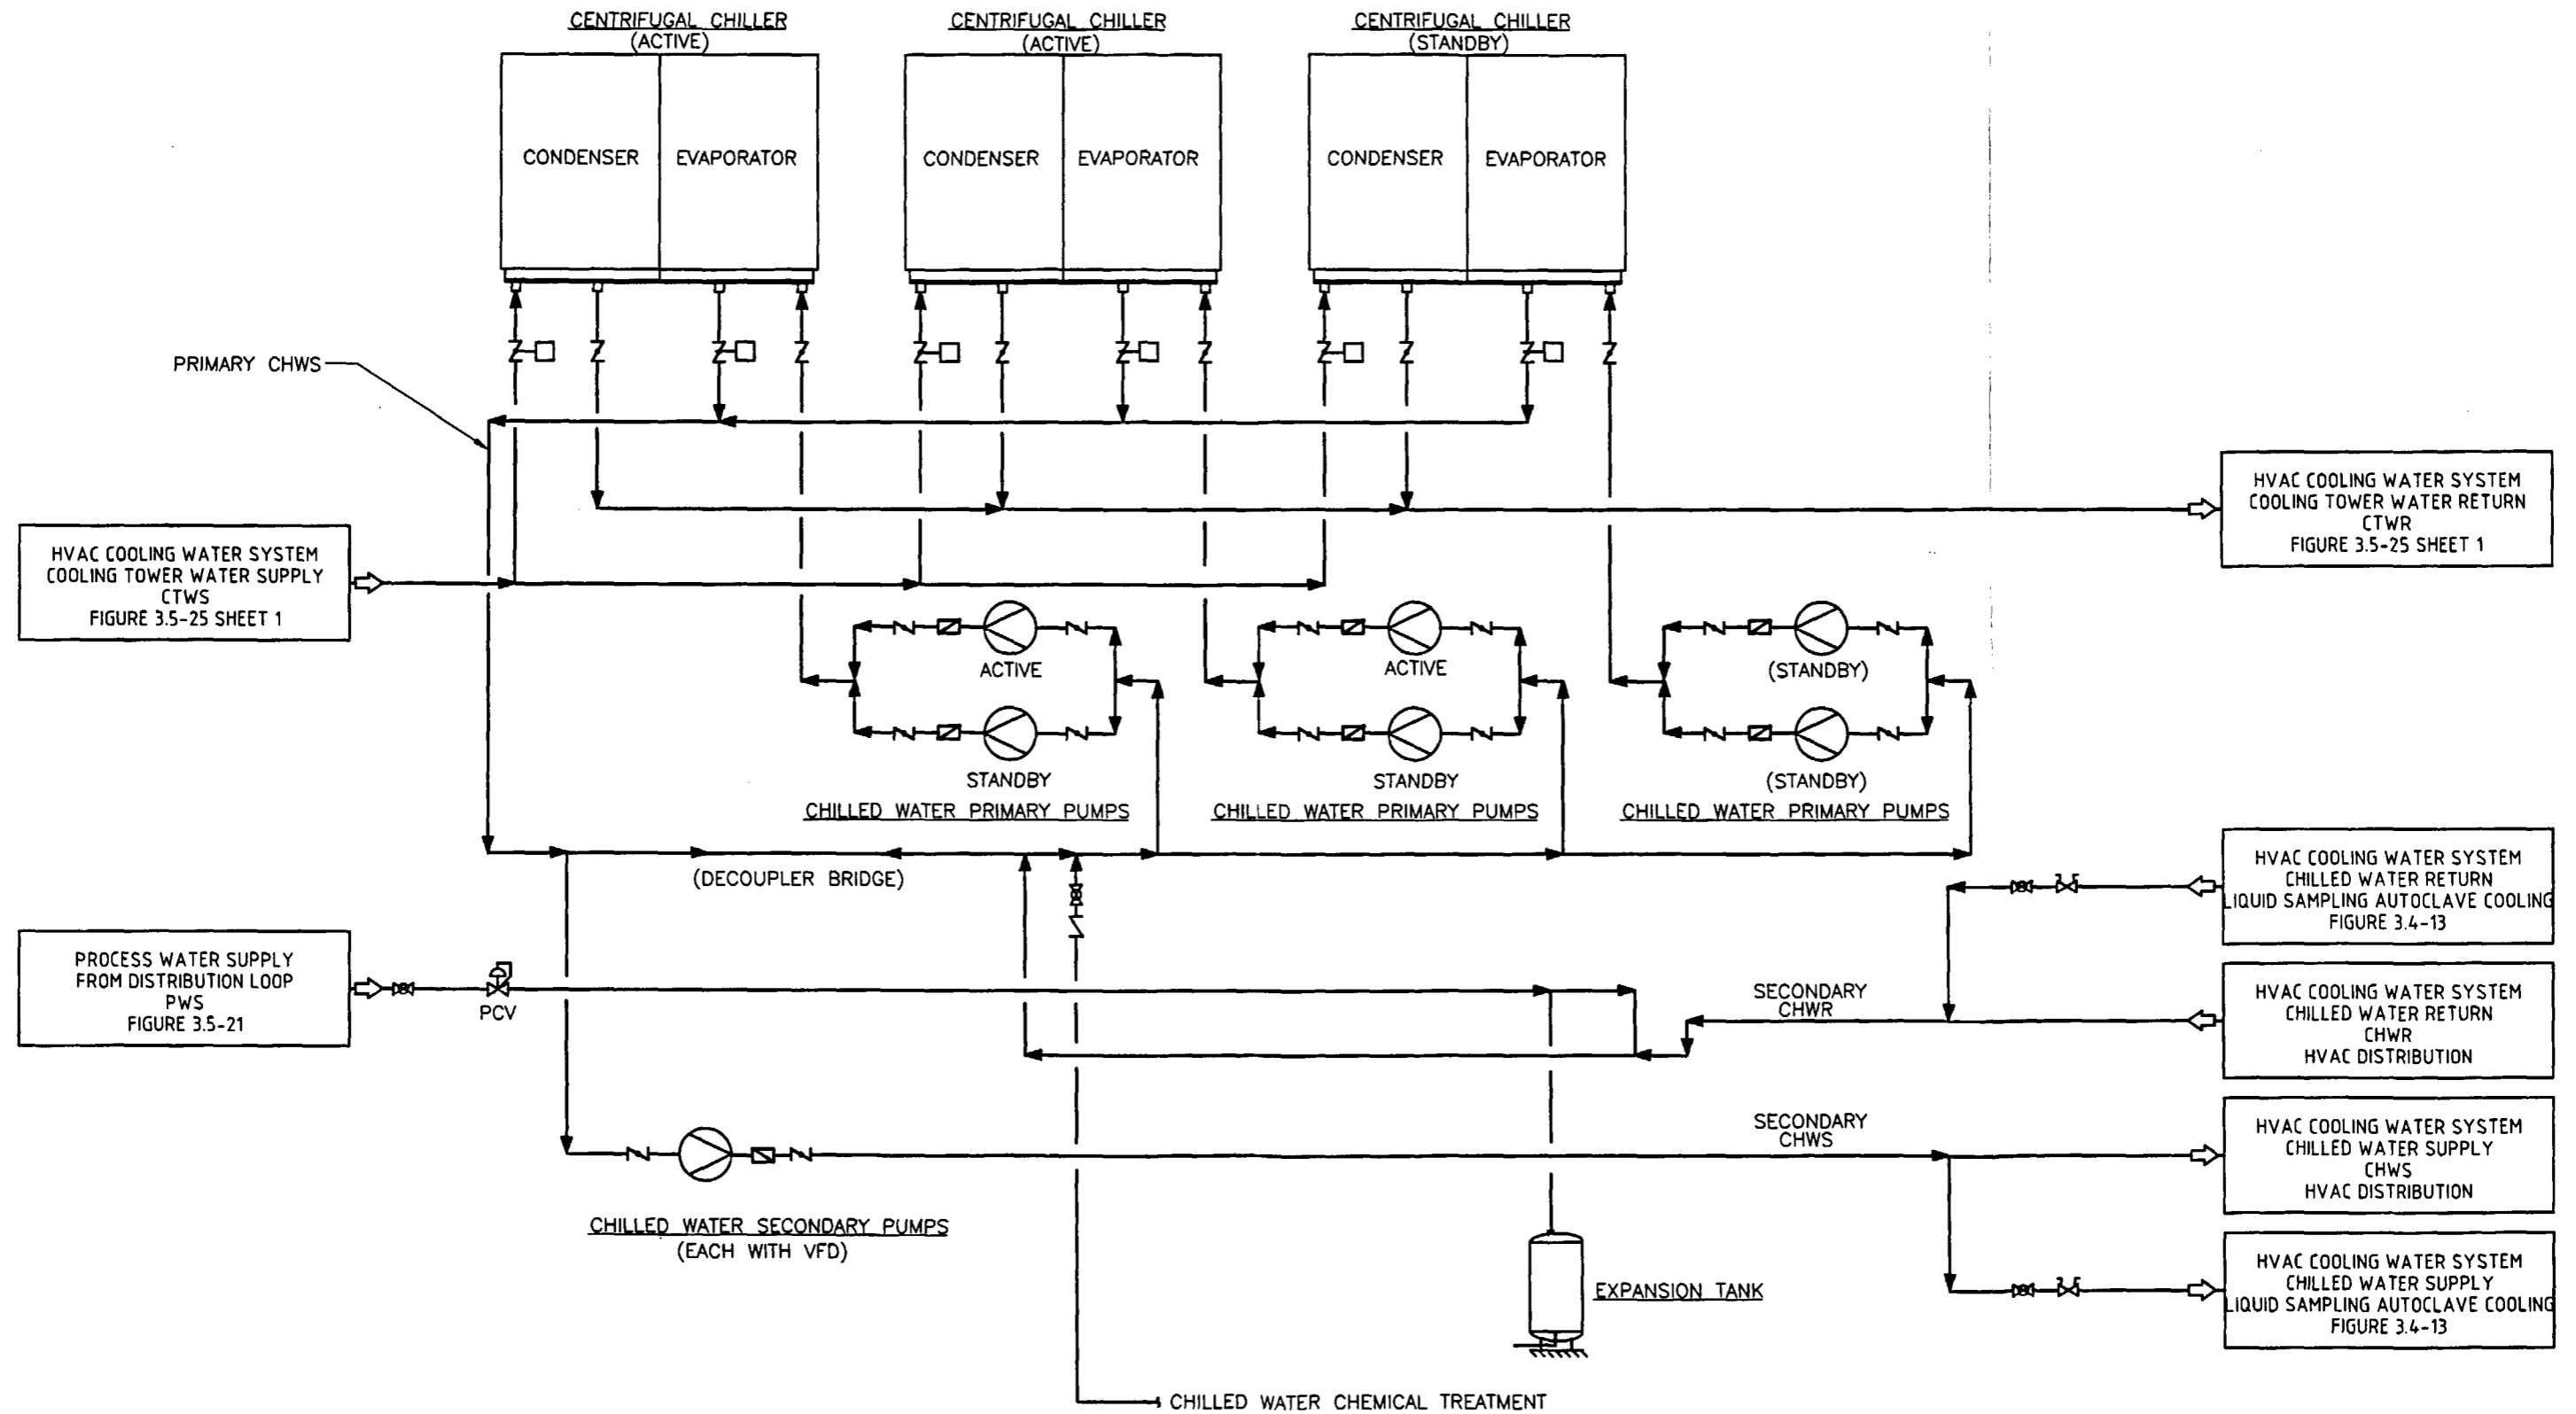 CENTRIFUGAL CHILLER
(ACTIVE)
CENTRIFUGAL CHILLER
(ACTIVE)
CENTRIFUGAL CHILLER
(STANDBY)
CONDENSER
EVAPORATOR
CONDENSER
EVAPORATOR
CONDENSER
EVAPORATOR
PRIMARY CHWS
HVAC COOLING WATER SYSTEM
COOLING TOWER WATER RETURN
CTWR
FIGURE 3.5-25 SHEET 1
HVAC COOLING WATER SYSTEM
COOLING TOWER WATER SUPPLY
CTWS
FIGURE 3.5-25 SHEET 1
ACTIVE
ACTIVE
(STANDBY)
STANDBY
STANDBY
(STANDBY)
CHILLED WATER PRIMARY PUMPS
CHILLED WATER PRIMARY PUMPS
CHILLED WATER PRIMARY PUMPS
(DECOUPLER BRIDGE)
HVAC COOLING WATER SYSTEM
CHILLED WATER RETURN
LIQUID SAMPLING AUTOCLAVE COOLING
FIGURE 3.4-13
PROCESS WATER SUPPLY
FROM DISTRIBUTION LOOP
PWS
FIGURE 3.5-21
PCV
SECONDARY
CHWR
HVAC COOLING WATER SYSTEM
CHILLED WATER RETURN
CHWR
HVAC DISTRIBUTION
SECONDARY
CHWS
HVAC COOLING WATER SYSTEM
CHILLED WATER SUPPLY
CHWS
HVAC DISTRIBUTION
CHILLED WATER SECONDARY PUMPS
(EACH WITH VFD)
EXPANSION TANK
HVAC COOLING WATER SYSTEM
CHILLED WATER SUPPLY
LIQUID SAMPLING AUTOCLAVE COOLING
FIGURE 3.4-13
CHILLED WATER CHEMICAL TREATMENT